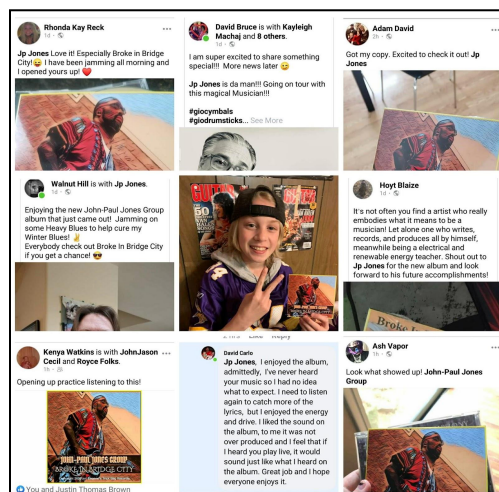 Rhonda Kay Reck
1d
Jp Jones Love it! Especially Broke in Bridge
City!😜 I have been jamming all morning and
I opened yours up! ❤️
David Bruce is with Kayleigh
Machaj and 8 others.
1d
I am super excited to share something
special!!! More news later 😊
Jp Jones is da man!!! Going on tour with
this magical Musician!!!
#giocymbals
#giodrumsticks... See More
Adam David
2h
Got my copy. Excited to check it out! Jp
Jones
Walnut Hill is with Jp Jones.
1d
Enjoying the new John-Paul Jones Group
album that just came out! Jamming on
some Heavy Blues to help cure my
Winter Blues! ✌️
Everybody check out Broke In Bridge City
if you get a chance! 😎
GUITAR
Hoyt Blaize
1d
It's not often you find a artist who really
embodies what it means to be a
musician! Let alone one who writes,
records, and produces all by himself,
meanwhile being a electrical and
renewable energy teacher. Shout out to
Jp Jones for the new album and look
forward to his future accomplishments!
Kenya Watkins is with JohnJason
Cecil and Royce Folks.
1h
Opening up practice listening to this!
JOHN-PAUL JONES GROUP
BROKE IN BRIDGE CITY
You and Justin Thomas Brown
David Carlo
Jp Jones, I enjoyed the album,
admittedly, I've never heard
your music so I had no idea
what to expect. I need to listen
again to catch more of the
lyrics, but I enjoyed the energy
and drive. I liked the sound on
the album, to me it was not
over produced and I feel that if
I heard you play live, it would
sound just like what I heard on
the album. Great job and I hope
everyone enjoys it.
Ash Vapor
1h
Look what showed up! John-Paul Jones
Group